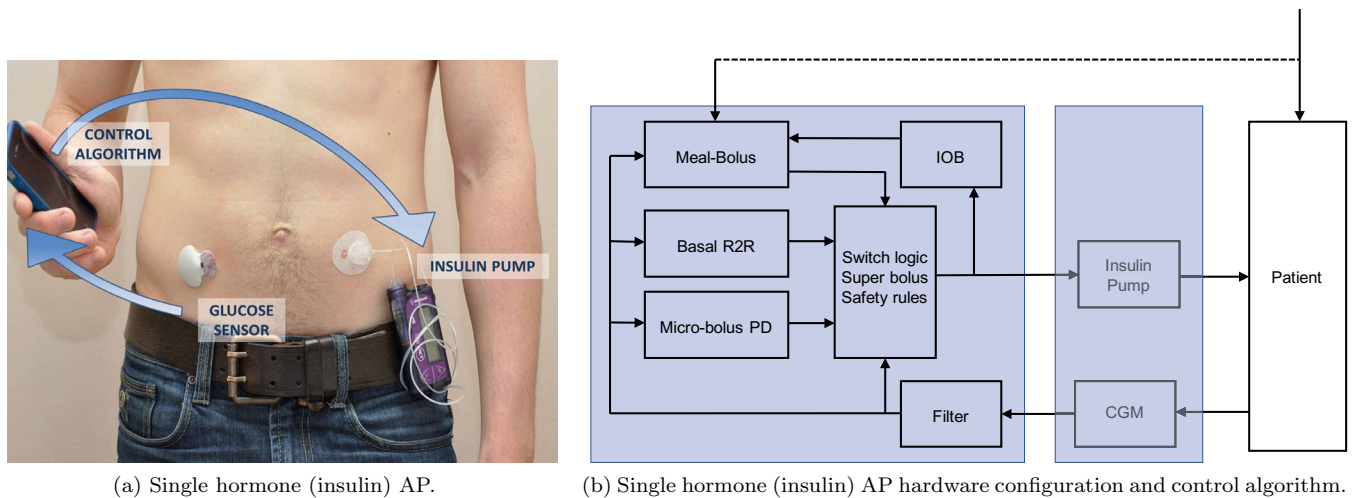 CONTROL
ALGORITHM
INSULIN PUMP
GLUCOSE
SENSOR
(a) Single hormone (insulin) AP.
Meal-Bolus
IOB
Basal R2R
Switch logic
Super bolus
Safety rules
Micro-bolus PD
Filter
Insulin
Pump
CGM
Patient
(b) Single hormone (insulin) AP hardware configuration and control algorithm.